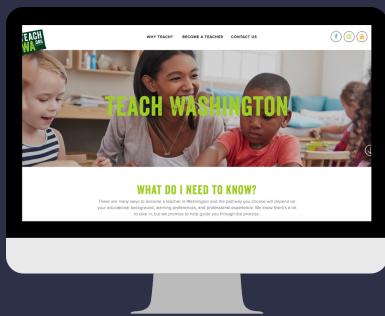 TEACH
WA
WHY TEACH? BECOME A TEACHER CONTACT US
TEACH WASHINGTON
WHAT DO I NEED TO KNOW?
There are many ways to become a teacher in Washington and the pathway you choose will depend on
your educational background, learning preferences, and professional experience. We know there's a lot
to take in, but we promise to help guide you through the process.